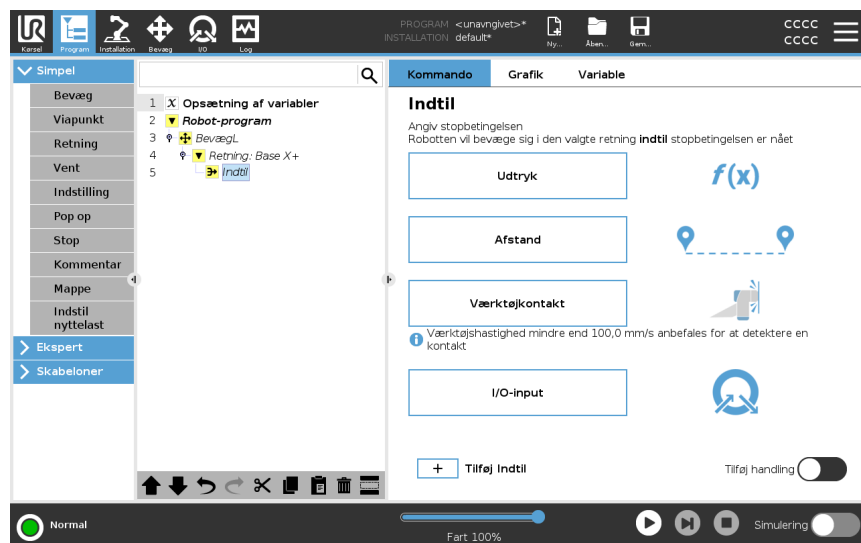 PROGRAM <unavngivet>*
INSTALLATION default*
UR
Kørsel
Program
Installation
Bevæg
I/O
Log
Ny...
Åben...
Gem...
cccc
cccc
Simpel
Bevæg
Viapunkt
Retning
Vent
Indstilling
Pop op
Stop
Kommentar
Mappe
Indstil
nyttelast
Ekspert
Skabeloner
1 X Opsætning af variabler
2 Robot-program
3 BevægL
4 Retning: Base X+
5 Indtil
Kommando
Grafik
Variable
Indtil
Angiv stopbetingelsen
Robotten vil bevæge sig i den valgte retning indtil stopbetingelsen er nået
Udtryk
f(x)
Afstand
Værktøjkontakt
Værktøjshastighed mindre end 100,0 mm/s anbefales for at detektere en
kontakt
I/O-input
+ Tilføj Indtil
Tilføj handling
Normal
Fart 100%
Simulering